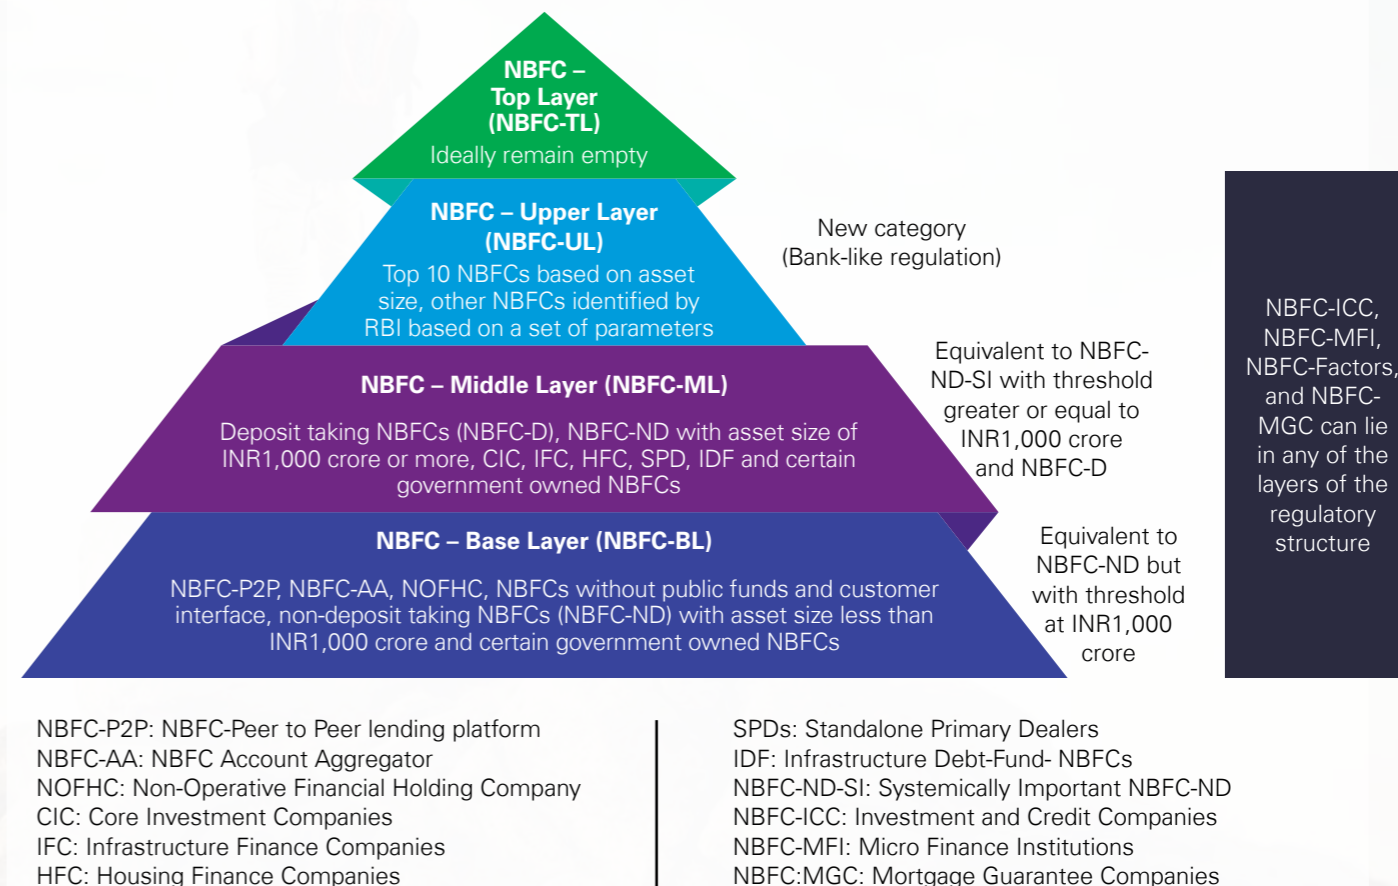 NBFC –
Top Layer
(NBFC-TL)
Ideally remain empty
NBFC – Upper Layer
(NBFC-UL)
Top 10 NBFCs based on asset
size, other NBFCs identified by
RBI based on a set of parameters
New category
(Bank-like regulation)
NBFC – Middle Layer (NBFC-ML)
Deposit taking NBFCs (NBFC-D), NBFC-ND with asset size of
INR1,000 crore or more, CIC, IFC, HFC, SPD, IDF and certain
government owned NBFCs
Equivalent to NBFC-
ND-SI with threshold
greater or equal to
INR1,000 crore
and NBFC-D
NBFC – Base Layer (NBFC-BL)
NBFC-P2P, NBFC-AA, NOFHC, NBFCs without public funds and customer
interface, non-deposit taking NBFCs (NBFC-ND) with asset size less than
INR1,000 crore and certain government owned NBFCs
Equivalent to
NBFC-ND but
with threshold
at INR1,000
crore
NBFC-ICC,
NBFC-MFI,
NBFC-Factors,
and NBFC-
MGC can lie
in any of the
layers of the
regulatory
structure
NBFC-P2P: NBFC-Peer to Peer lending platform
NBFC-AA: NBFC Account Aggregator
NOFHC: Non-Operative Financial Holding Company
CIC: Core Investment Companies
IFC: Infrastructure Finance Companies
HFC: Housing Finance Companies
SPDs: Standalone Primary Dealers
IDF: Infrastructure Debt-Fund- NBFCs
NBFC-ND-SI: Systemically Important NBFC-ND
NBFC-ICC: Investment and Credit Companies
NBFC-MFI: Micro Finance Institutions
NBFC:MGC: Mortgage Guarantee Companies